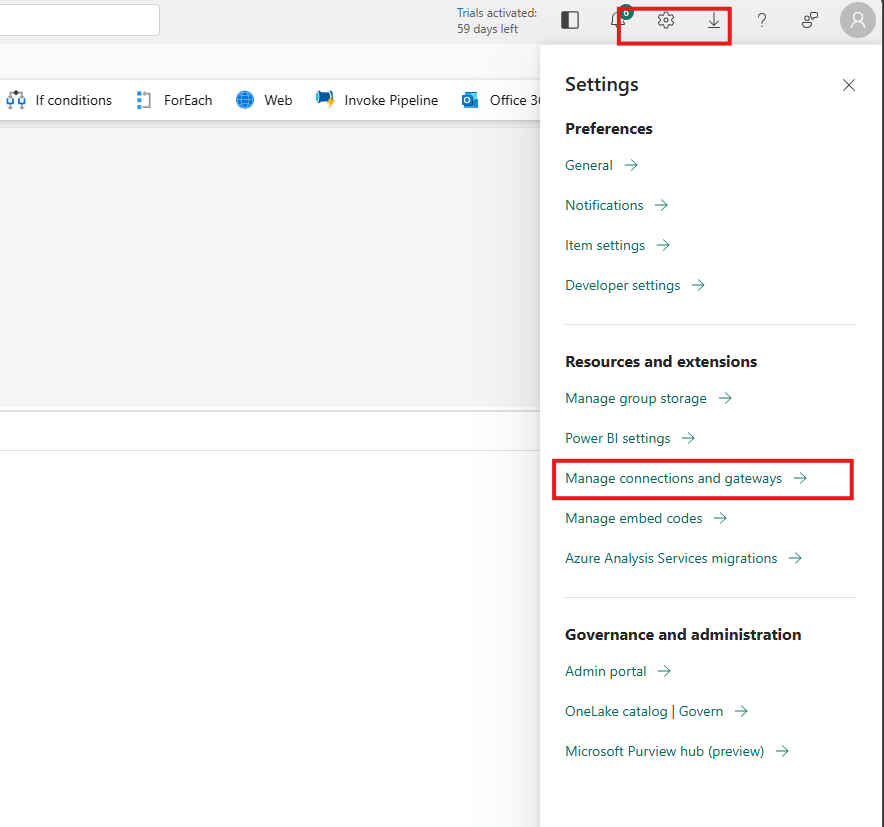 Trials activated:
59 days left
6
If conditions
ForEach
Web
Invoke Pipeline
Office 36
Settings
Preferences
General
Notifications
Item settings
Developer settings
Resources and extensions
Manage group storage
Power BI settings
Manage connections and gateways
Manage embed codes
Azure Analysis Services migrations
Governance and administration
Admin portal
OneLake catalog | Govern
Microsoft Purview hub (preview)